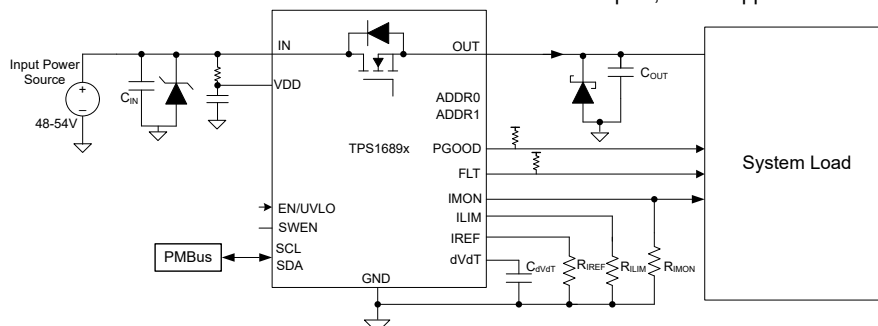 IN
OUT
Input Power
Source
48-54V
CIN
VDD
COUT
ADDR0
ADDR1
TPS1689x
PGOOD
FLT
IMON
ILIM
IREF
dVdT
EN/UVLO
SWEN
SCL
SDA
PMBus
GND
CdVdT
RIREF
RILIM
RIMON
System Load